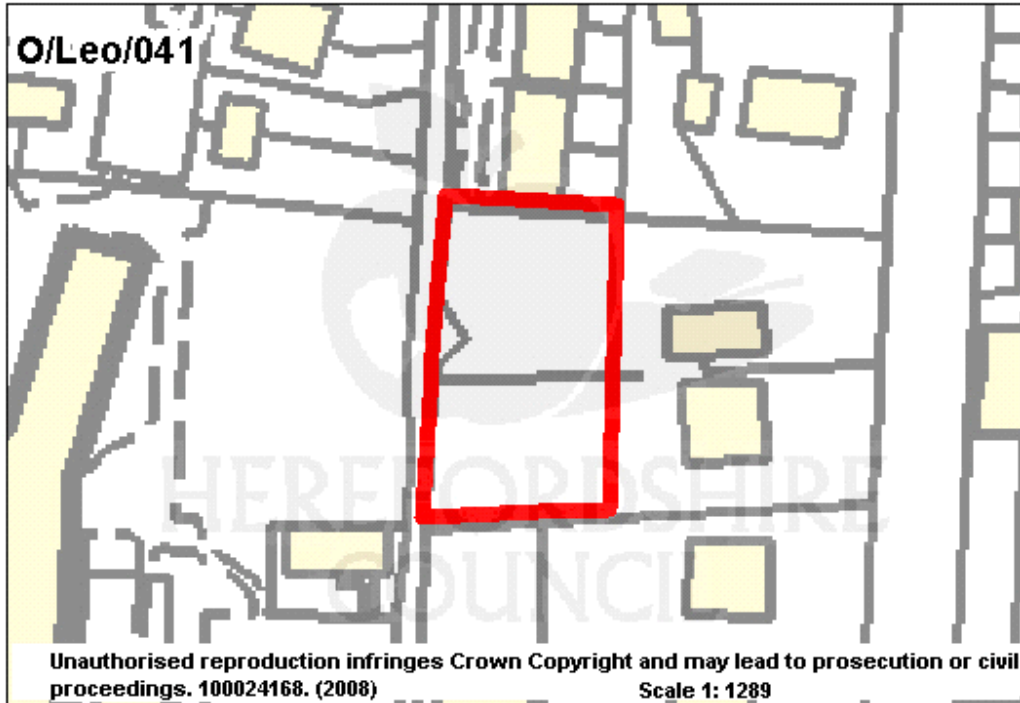 O/Leo/041
HEREFORDSHIRE
COUNCIL
Unauthorised reproduction infringes Crown Copyright and may lead to prosecution or civil
proceedings. 100024168. (2008) Scale 1: 1289